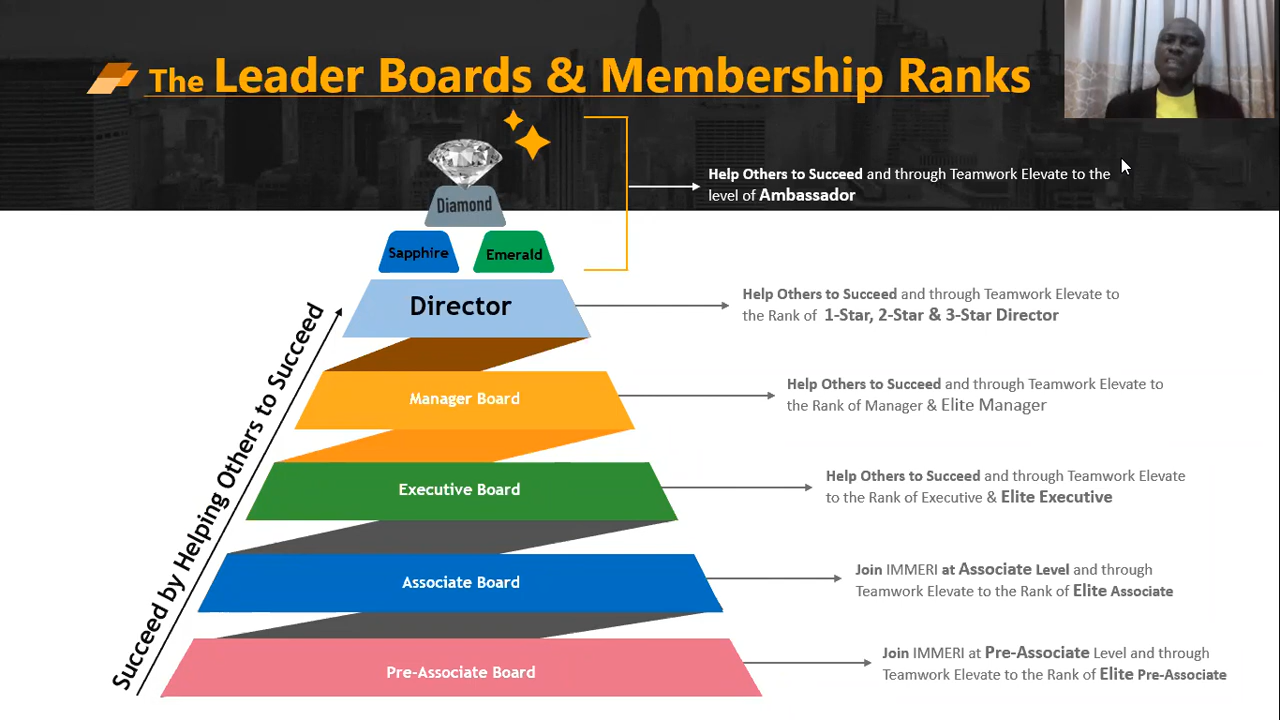 The Leader Boards & Membership Ranks
Diamond
Help Others to Succeed and through Teamwork Elevate to the
level of Ambassador
Sapphire
Emerald
Director
Help Others to Succeed and through Teamwork Elevate to
the Rank of 1-Star, 2-Star & 3-Star Director
Manager Board
Help Others to Succeed and through Teamwork Elevate to
the Rank of Manager & Elite Manager
Executive Board
Help Others to Succeed and through Teamwork Elevate
to the Rank of Executive & Elite Executive
Associate Board
Join IMMERI at Associate Level and through
Teamwork Elevate to the Rank of Elite Associate
Pre-Associate Board
Join IMMERI at Pre-Associate Level and through
Teamwork Elevate to the Rank of Elite Pre-Associate
Succeed by Helping Others to Succeed